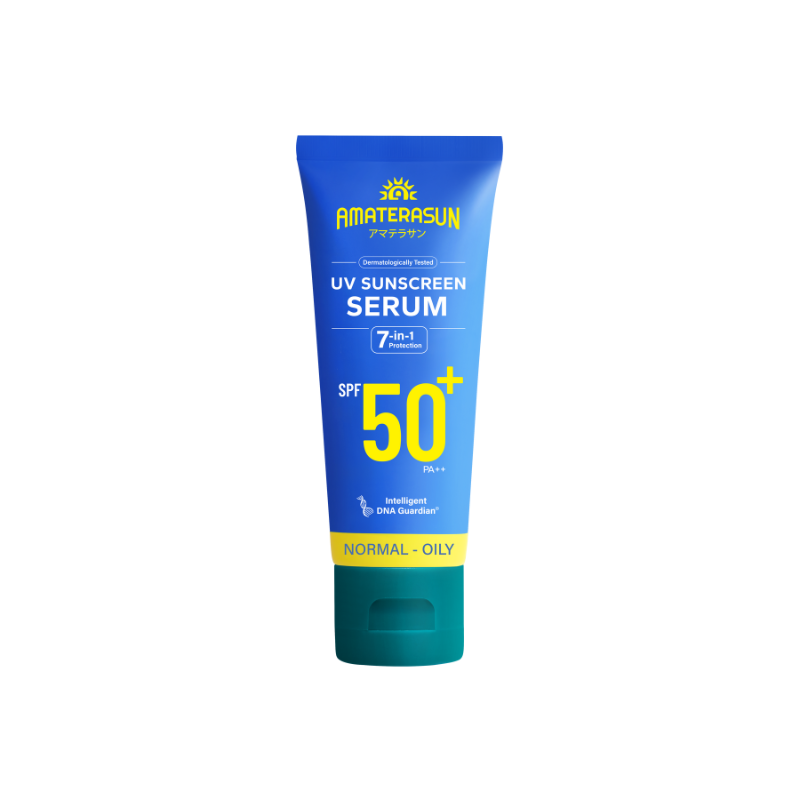 AMATERASUN
アマテラサン
Dermatologically Tested
UV SUNSCREEN
SERUM
7-in-1
Protection
SPF 50+
PA++
Intelligent
DNA Guardian®
NORMAL - OILY